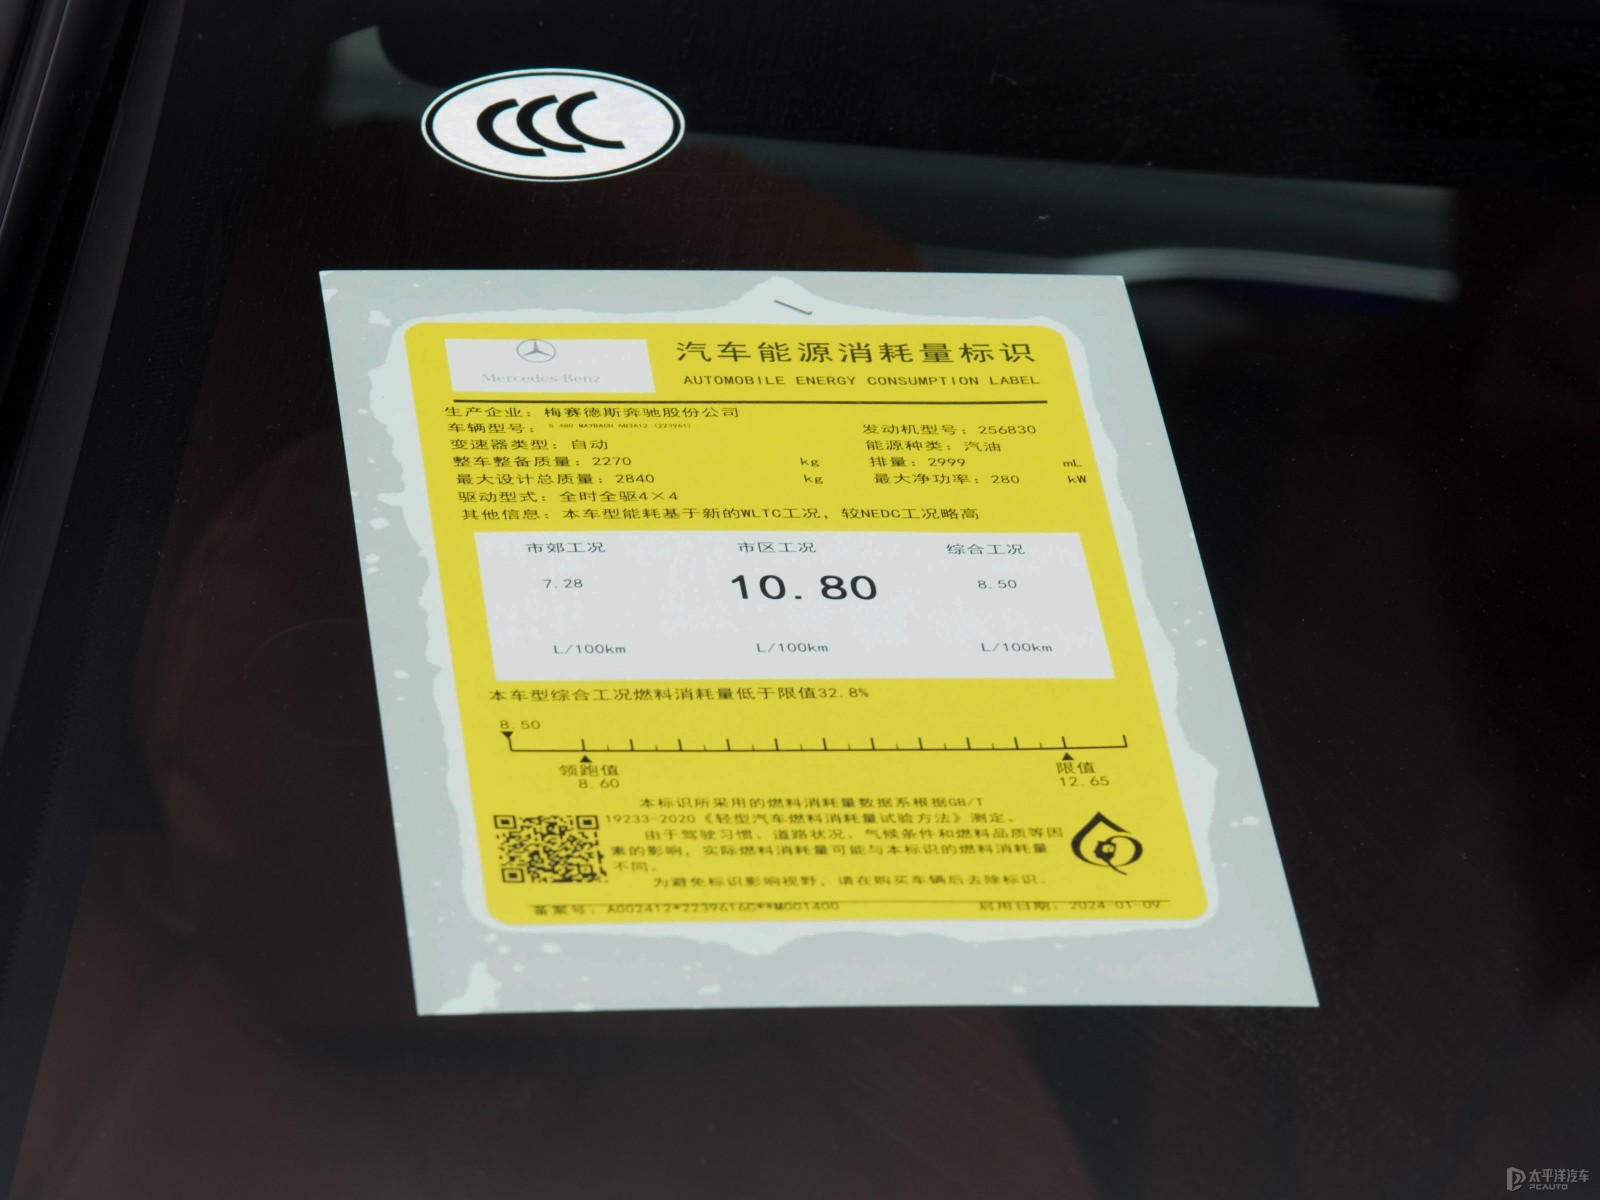 CCC
Mercedes-Benz
汽车能源消耗量标识
AUTOMOBILE ENERGY CONSUMPTION LABEL
生产企业：梅赛德斯奔驰股份公司
车辆型号：S 480 MAYBACH 6B3A12 (223961) 发动机型号：256830
变速器类型：自动 能源种类：汽油
整车整备质量：2270 kg 排量：2999 mL
最大设计总质量：2840 kg 最大净功率：280 kW
驱动型式：全时全驱4×4
其他信息：本车型能耗基于新的WLTC工况，较NEDC工况略高
市郊工况 市区工况 综合工况
7.28 10.80 8.50
L/100km L/100km L/100km
本车型综合工况燃料消耗量低于限值32.8%
8.50
领跑值 限值
8.60 12.65
本标识所采用的燃料消耗量数据系根据GB/T
19233-2020《轻型汽车燃料消耗量试验方法》测定。
由于驾驶习惯、道路状况、气候条件和燃料品质等因
素的影响，实际燃料消耗量可能与本标识的燃料消耗量
不同。
为避免标识影响视野，请在购买车辆后去除标识。
备案号：A002412*2239616C**M001400 启用日期：2024-01-09
太平洋汽车
PCAUTO